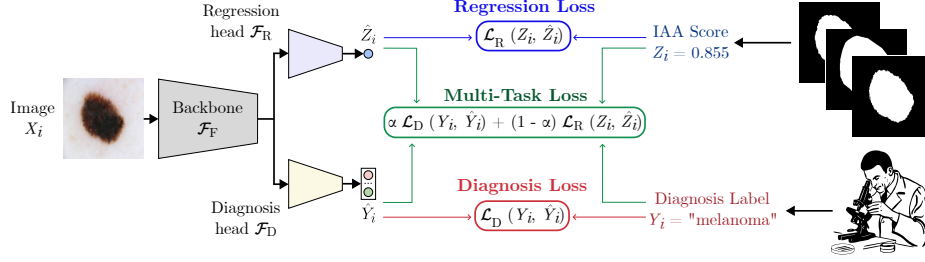 Regression
head 𝓕R
Ẑi
Regression Loss
𝓛R (Zi, Ẑi)
IAA Score
Zi = 0.855
Image
Xi
Backbone
𝓕F
Multi-Task Loss
α 𝓛D (Yi, Ŷi) + (1 - α) 𝓛R (Zi, Ẑi)
Diagnosis
head 𝓕D
...
Ŷi
Diagnosis Loss
𝓛D (Yi, Ŷi)
Diagnosis Label
Yi = "melanoma"